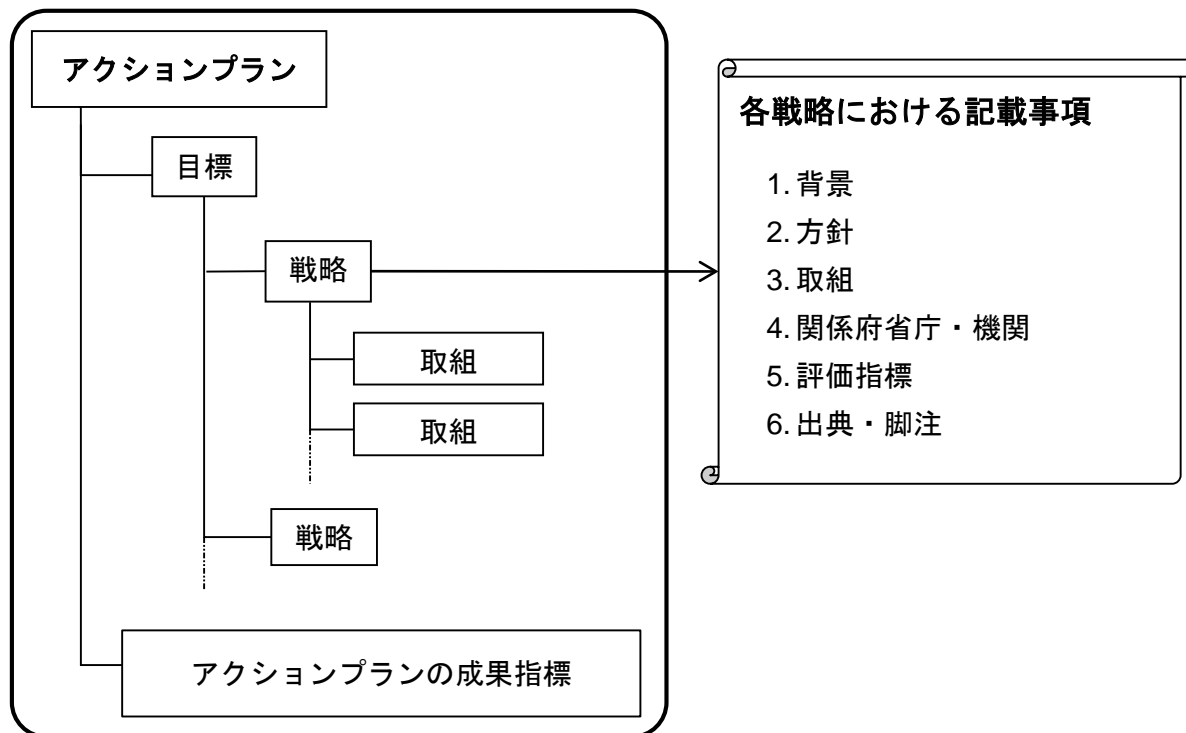 アクションプラン
目標
戦略
取組
取組
戦略
アクションプランの成果指標
各戦略における記載事項
1. 背景
2. 方針
3. 取組
4. 関係府省庁・機関
5. 評価指標
6. 出典・脚注